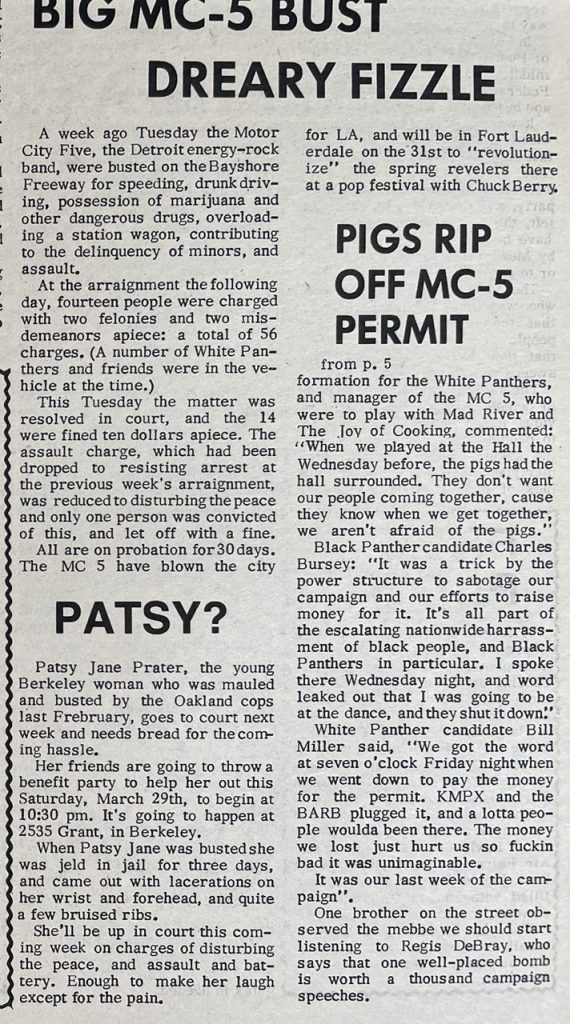 BIG MC-5 BUST
DREARY FIZZLE
A week ago Tuesday the Motor
City Five, the Detroit energy-rock
band, were busted on the Bayshore
Freeway for speeding, drunk driv-
ing, possession of marijuana and
other dangerous drugs, overload-
ing a station wagon, contributing
to the delinquency of minors, and
assault.
At the arraignment the following
day, fourteen people were charged
with two felonies and two mis-
demeanors apiece: a total of 56
charges. (A number of White Pan-
thers and friends were in the ve-
hicle at the time.)
This Tuesday the matter was
resolved in court, and the 14
were fined ten dollars apiece. The
assault charge, which had been
dropped to resisting arrest at
the previous week's arraignment,
was reduced to disturbing the peace
and only one person was convicted
of this, and let off with a fine.
All are on probation for 30 days.
The MC 5 have blown the city
for LA, and will be in Fort Laud-
erdale on the 31st to "revolution-
ize" the spring revelers there
at a pop festival with Chuck Berry.
PATSY?
Patsy Jane Prater, the young
Berkeley woman who was mauled
and busted by the Oakland cops
last Frebruary, goes to court next
week and needs bread for the com-
ing hassle.
Her friends are going to throw a
benefit party to help her out this
Saturday, March 29th, to begin at
10:30 pm. It's going to happen at
2535 Grant, in Berkeley.
When Patsy Jane was busted she
was jeld in jail for three days,
and came out with lacerations on
her wrist and forehead, and quite
a few bruised ribs.
She'll be up in court this com-
ing week on charges of disturbing
the peace, and assault and bat-
tery. Enough to make her laugh
except for the pain.
PIGS RIP
OFF MC-5
PERMIT
from p. 5
formation for the White Panthers,
and manager of the MC 5, who
were to play with Mad River and
The Joy of Cooking, commented:
"When we played at the Hall the
Wednesday before, the pigs had the
hall surrounded. They don't want
our people coming together, cause
they know when we get together,
we aren't afraid of the pigs."
Black Panther candidate Charles
Bursey: "It was a trick by the
power structure to sabotage our
campaign and our efforts to raise
money for it. It's all part of
the escalating nationwide harrass-
ment of black people, and Black
Panthers in particular. I spoke
there Wednesday night, and word
leaked out that I was going to be
at the dance, and they shut it down."
White Panther candidate Bill
Miller said, "We got the word
at seven o'clock Friday night when
we went down to pay the money
for the permit. KMPX and the
BARB plugged it, and a lotta peo-
ple woulda been there. The money
we lost just hurt us so fuckin
bad it was unimaginable.
It was our last week of the cam-
paign".
One brother on the street ob-
served the mebbe we should start
listening to Regis DeBray, who
says that one well-placed bomb
is worth a thousand campaign
speeches.